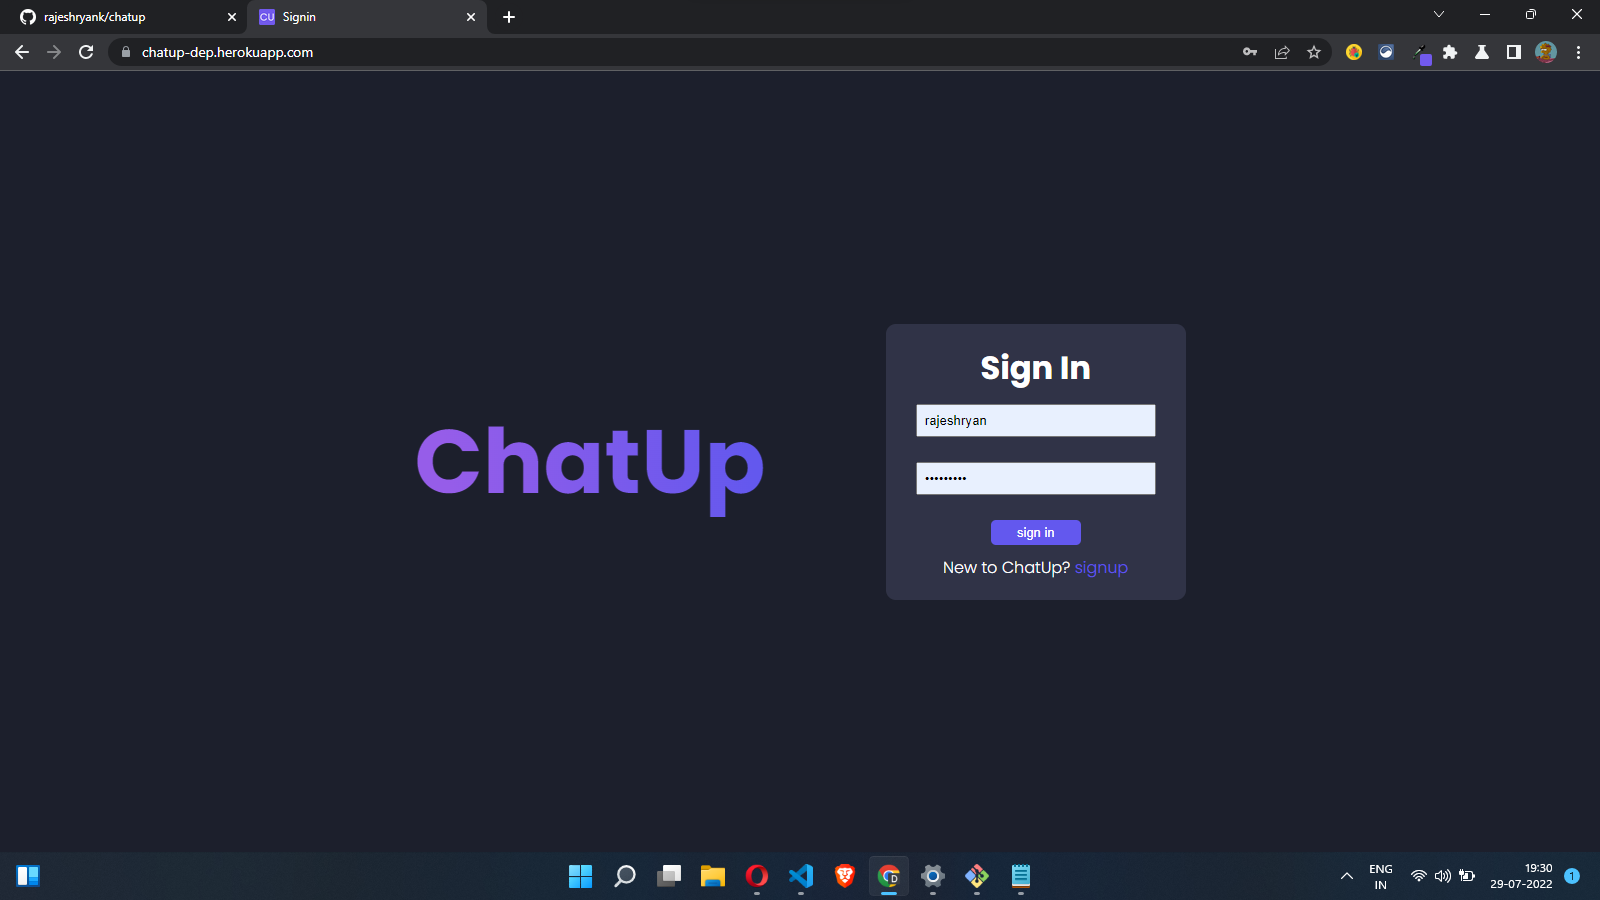 rajeshryank/chatup
CU Signin
chatup-dep.herokuapp.com
ChatUp
Sign In
rajeshryan
•••••••••
sign in
New to ChatUp? signup
D
ENG
IN
19:30
29-07-2022
1